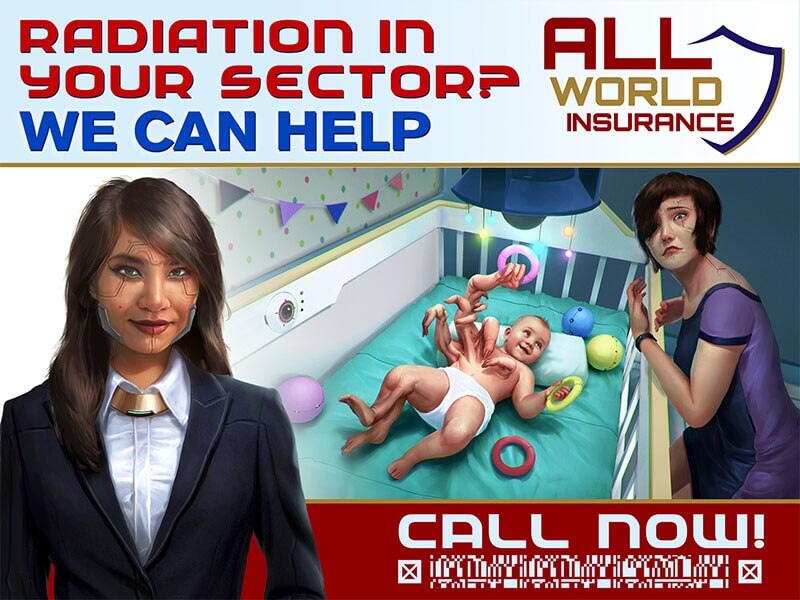 RADIATION IN
YOUR SECTOR?
WE CAN HELP
ALL
WORLD
INSURANCE
CALL NOW!